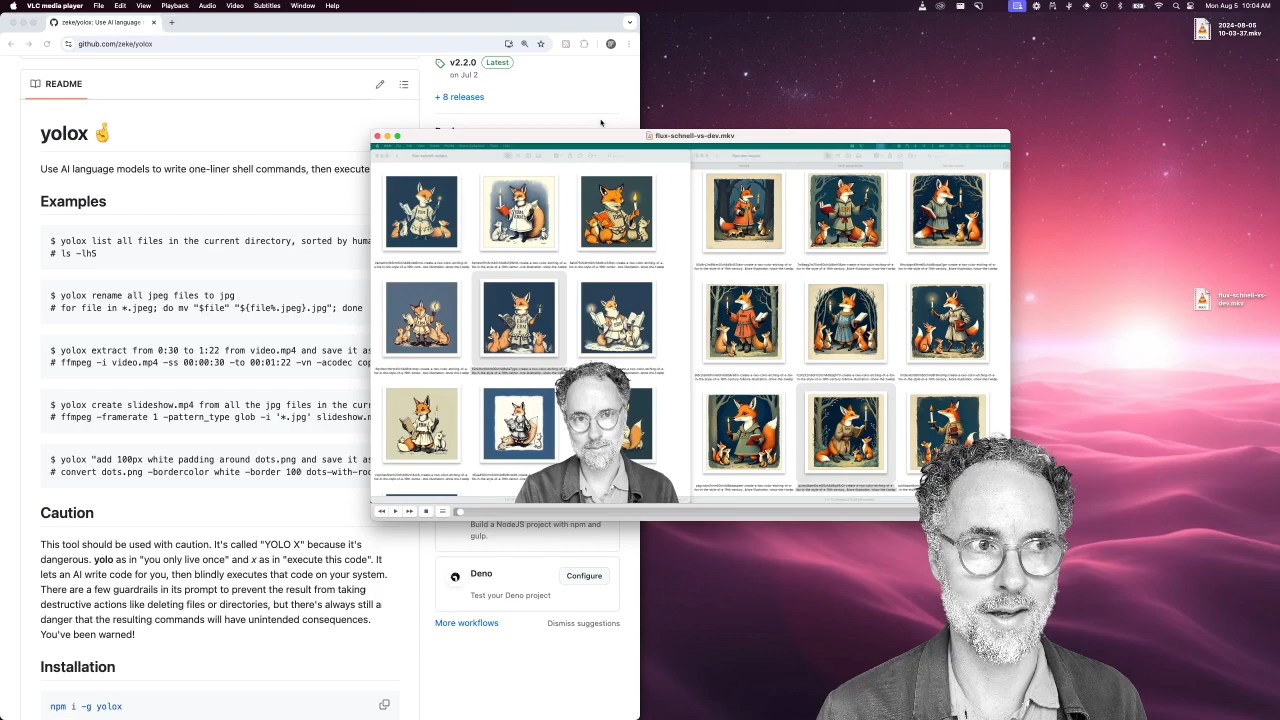 VLC media player File Edit View Playback Audio Video Subtitles Window Help
Mon Aug 5 10:04 AM
zeke/yolox: Use AI language
github.com/zeke/yolox
v2.2.0 Latest
on Jul 2
+ 8 releases
README
yolox 🤞
Use AI language models to write one-liner shell commands, then execute
Examples
$ yolox list all files in the current directory, sorted by huma
# ls -lhS
$ yolox rename all jpeg files to jpg
# for file in *.jpeg; do mv "$file" "${file%.jpeg}.jpg"; done
$ yolox extract from 0:30 to 1:22 from video.mp4 and save it as
# ffmpeg -i video.mp4 -ss 00:00:30 -to 00:01:22 -vn -acodec cop
$ yolox create slideshow.mp4 from all the jpg files in the curr
# ffmpeg -framerate 1 -pattern_type glob -i '*.jpg' slideshow.m
$ yolox "add 100px white padding around dots.png and save it as
# convert dots.png -bordercolor white -border 100 dots-with-roo
Caution
This tool should be used with caution. It's called "YOLO X" because it's
dangerous. yolo as in "you only live once" and x as in "execute this code". It
lets an AI write code for you, then blindly executes that code on your system.
There are a few guardrails in its prompt to prevent the result from taking
destructive actions like deleting files or directories, but there's always still a
danger that the resulting commands will have unintended consequences.
You've been warned!
Installation
npm i -g yolox
flux-schnell-vs-dev.mkv
Build a NodeJS project with npm and
gulp.
Deno
Configure
Test your Deno project
More workflows
Dismiss suggestions
2024-08-05
10-03-37.mkv
flux-schnell-vs-
dev.mkv